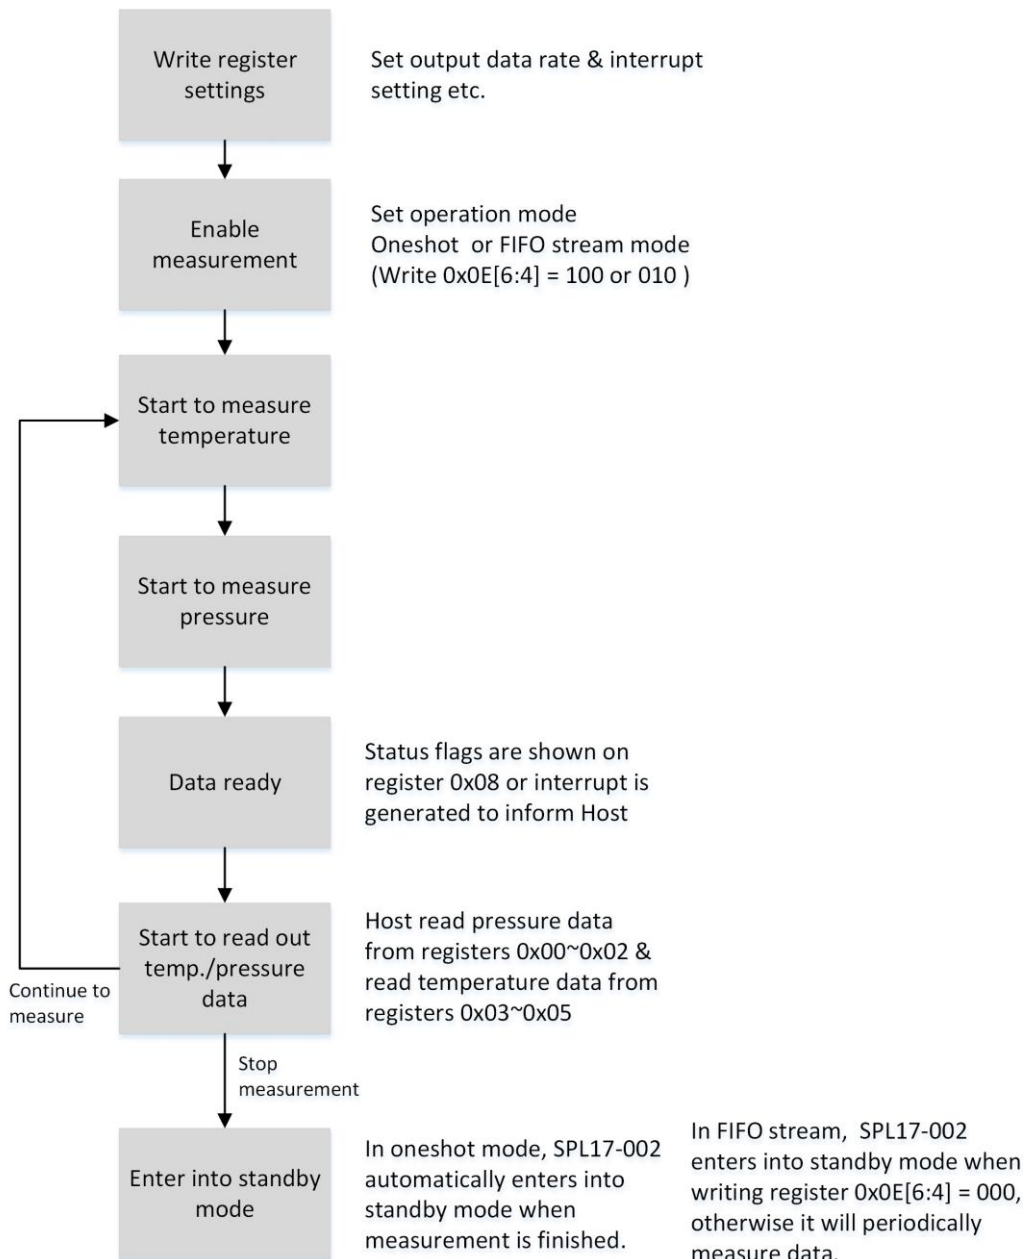 Write register
settings
Set output data rate & interrupt
setting etc.
Enable
measurement
Set operation mode
Oneshot or FIFO stream mode
(Write 0x0E[6:4] = 100 or 010 )
Start to measure
temperature
Start to measure
pressure
Data ready
Status flags are shown on
register 0x08 or interrupt is
generated to inform Host
Start to read out
temp./pressure
data
Host read pressure data
from registers 0x00~0x02 &
read temperature data from
registers 0x03~0x05
Continue to
measure
Stop
measurement
Enter into standby
mode
In oneshot mode, SPL17-002
automatically enters into
standby mode when
measurement is finished.
In FIFO stream, SPL17-002
enters into standby mode when
writing register 0x0E[6:4] = 000,
otherwise it will periodically
measure data.